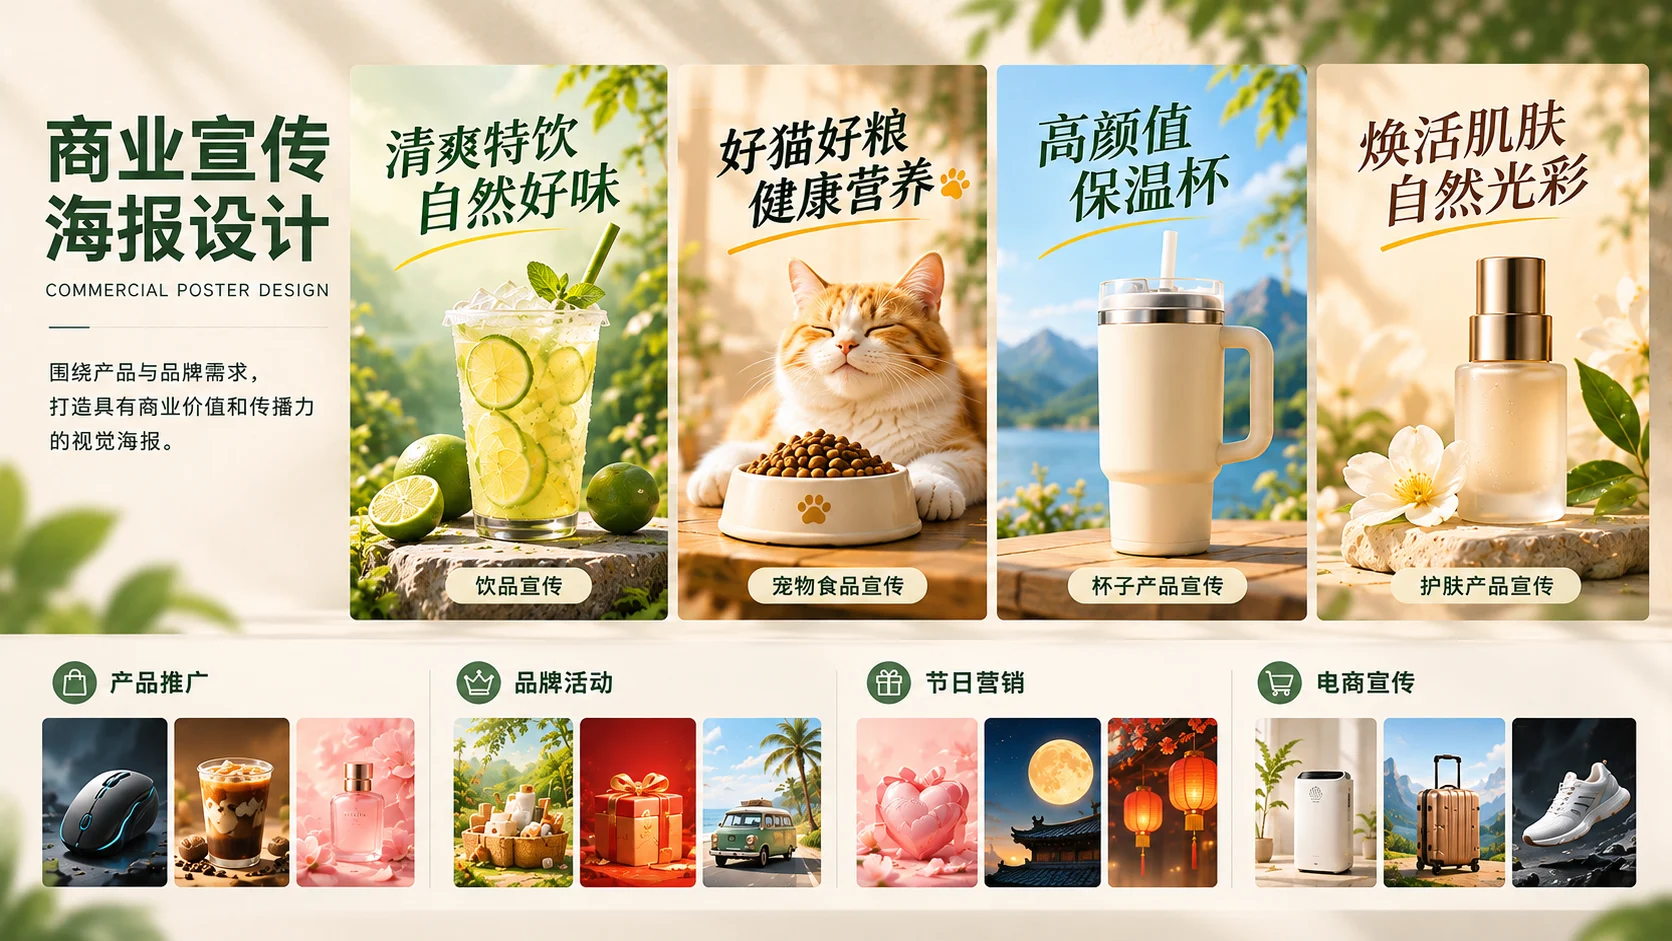 商业宣传
海报设计
COMMERCIAL POSTER DESIGN
围绕产品与品牌需求，
打造具有商业价值和传播力
的视觉海报。
清爽特饮
自然好味
饮品宣传
好猫好粮
健康营养
宠物食品宣传
高颜值
保温杯
杯子产品宣传
焕活肌肤
自然光彩
护肤产品宣传
产品推广
品牌活动
节日营销
电商宣传